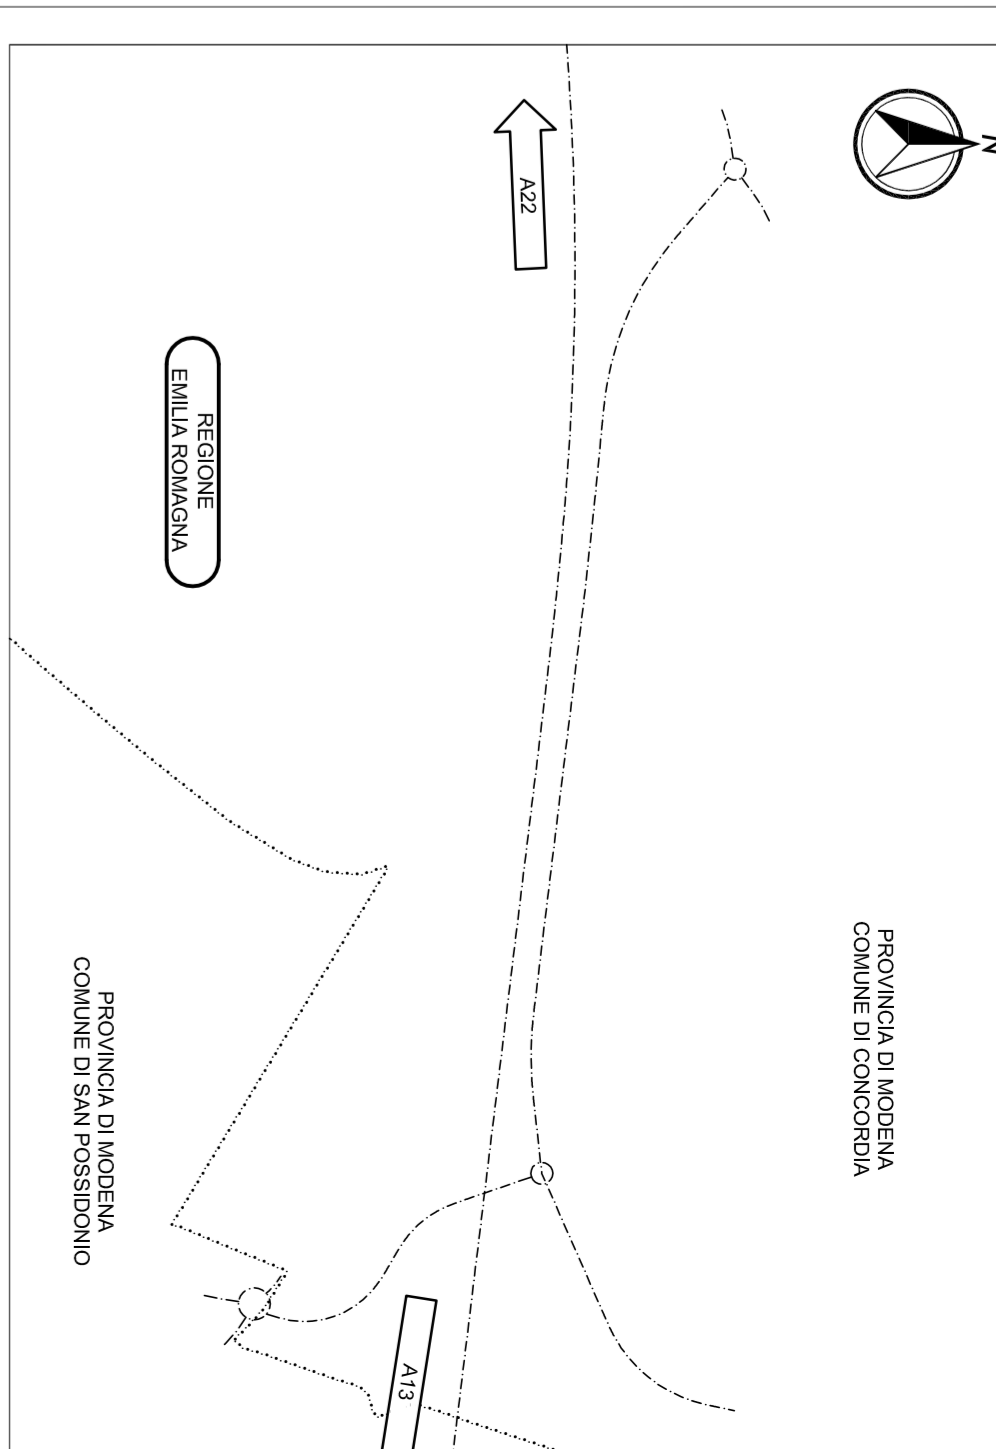 N
A22
REGIONE
EMILIA ROMAGNA
PROVINCIA DI MODENA
COMUNE DI CONCORDIA
PROVINCIA DI MODENA
COMUNE DI SAN POSSIDONIO
A13